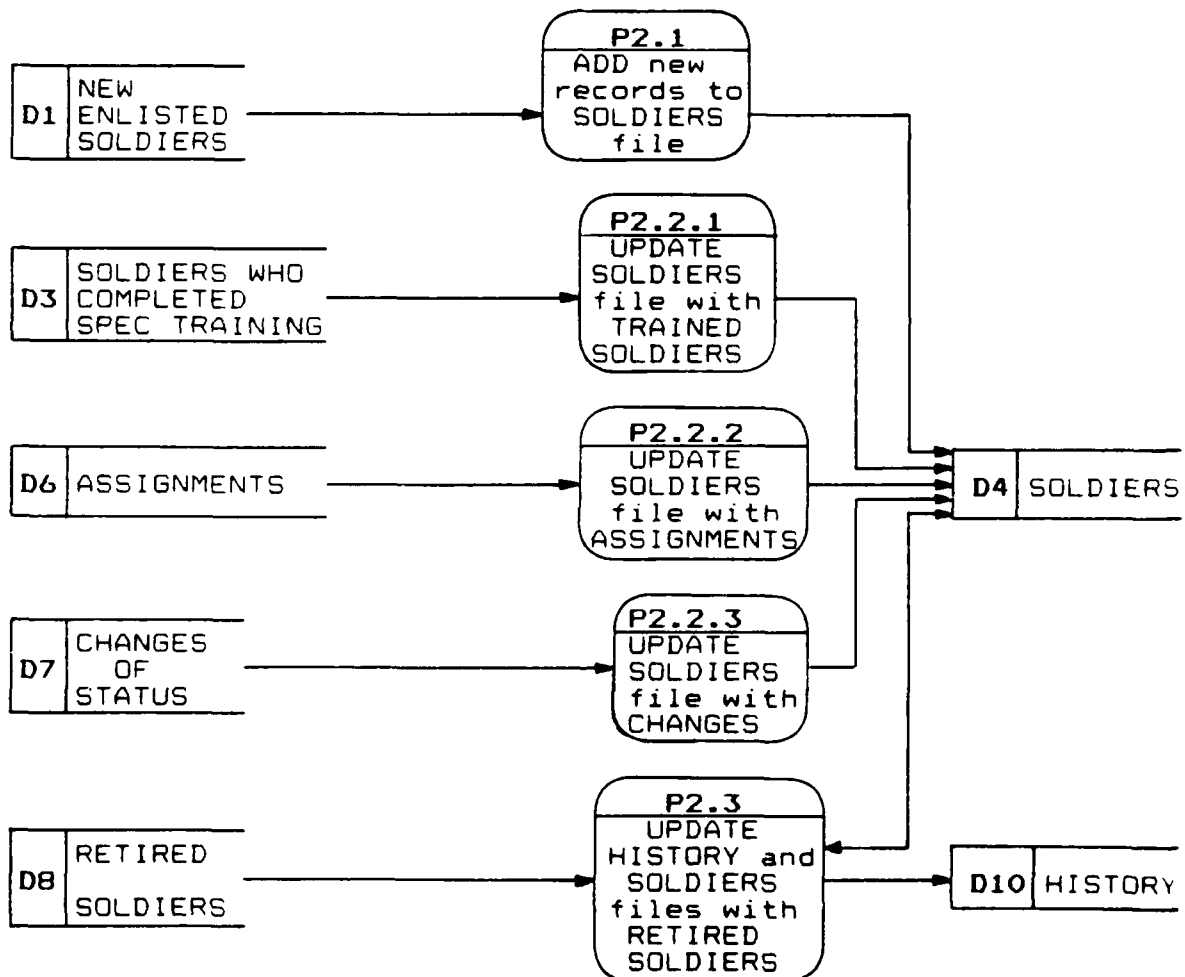 P2.1
ADD new
records to
SOLDIERS
file
D1
NEW
ENLISTED
SOLDIERS
P2.2.1
UPDATE
SOLDIERS
file with
TRAINED
SOLDIERS
D3
SOLDIERS WHO
COMPLETED
SPEC TRAINING
P2.2.2
UPDATE
SOLDIERS
file with
ASSIGNMENTS
D6
ASSIGNMENTS
D4
SOLDIERS
P2.2.3
UPDATE
SOLDIERS
file with
CHANGES
D7
CHANGES
OF
STATUS
P2.3
UPDATE
HISTORY and
SOLDIERS
files with
RETIRED
SOLDIERS
D8
RETIRED
SOLDIERS
D10
HISTORY